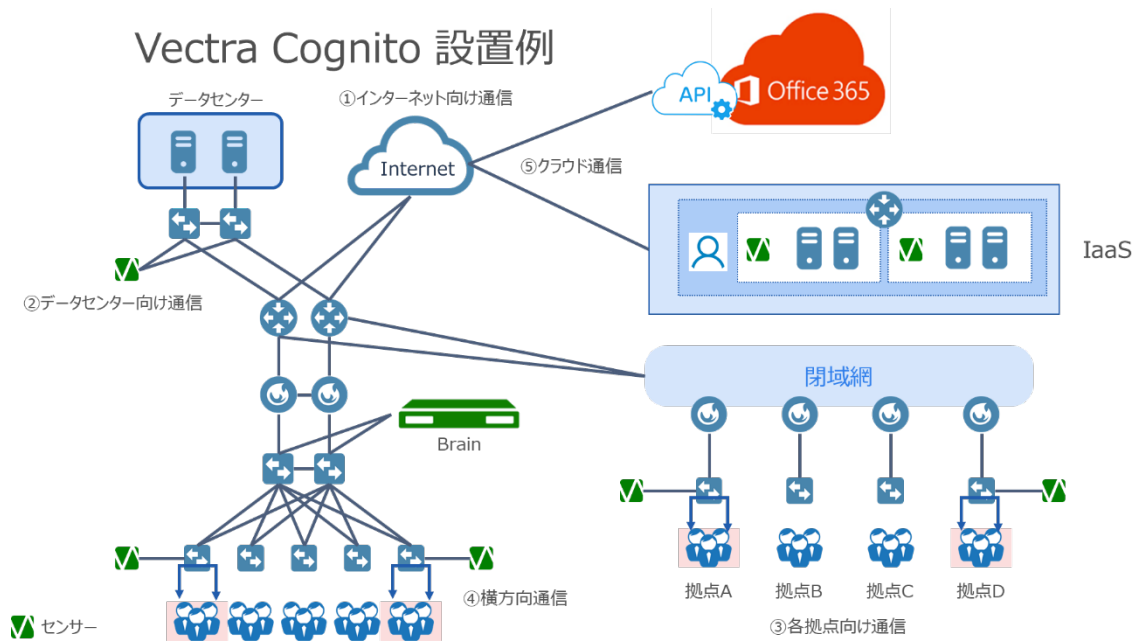 Vectra Cognito 設置例
データセンター
①インターネット向け通信
API
Office 365
Internet
⑤クラウド通信
IaaS
②データセンター向け通信
閉域網
Brain
拠点A
拠点B
拠点C
拠点D
④横方向通信
③各拠点向け通信
センサー